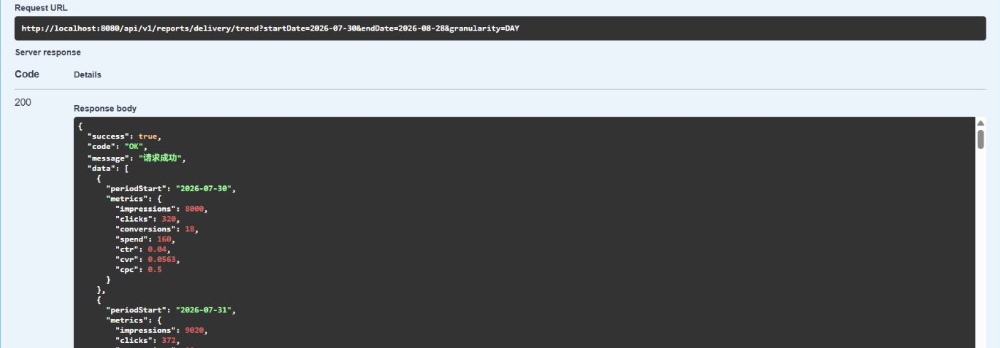 Request URL
http://localhost:8080/api/v1/reports/delivery/trend?startDate=2026-07-30&endDate=2026-08-28&granularity=DAY
Server response
Code Details
200
Response body
{
  "success": true,
  "code": "OK",
  "message": "请求成功",
  "data": [
    {
      "periodStart": "2026-07-30",
      "metrics": {
        "impressions": 8000,
        "clicks": 320,
        "conversions": 18,
        "spend": 160,
        "ctr": 0.04,
        "cvr": 0.0563,
        "cpc": 0.5
      }
    },
    {
      "periodStart": "2026-07-31",
      "metrics": {
        "impressions": 9020,
        "clicks": 372,